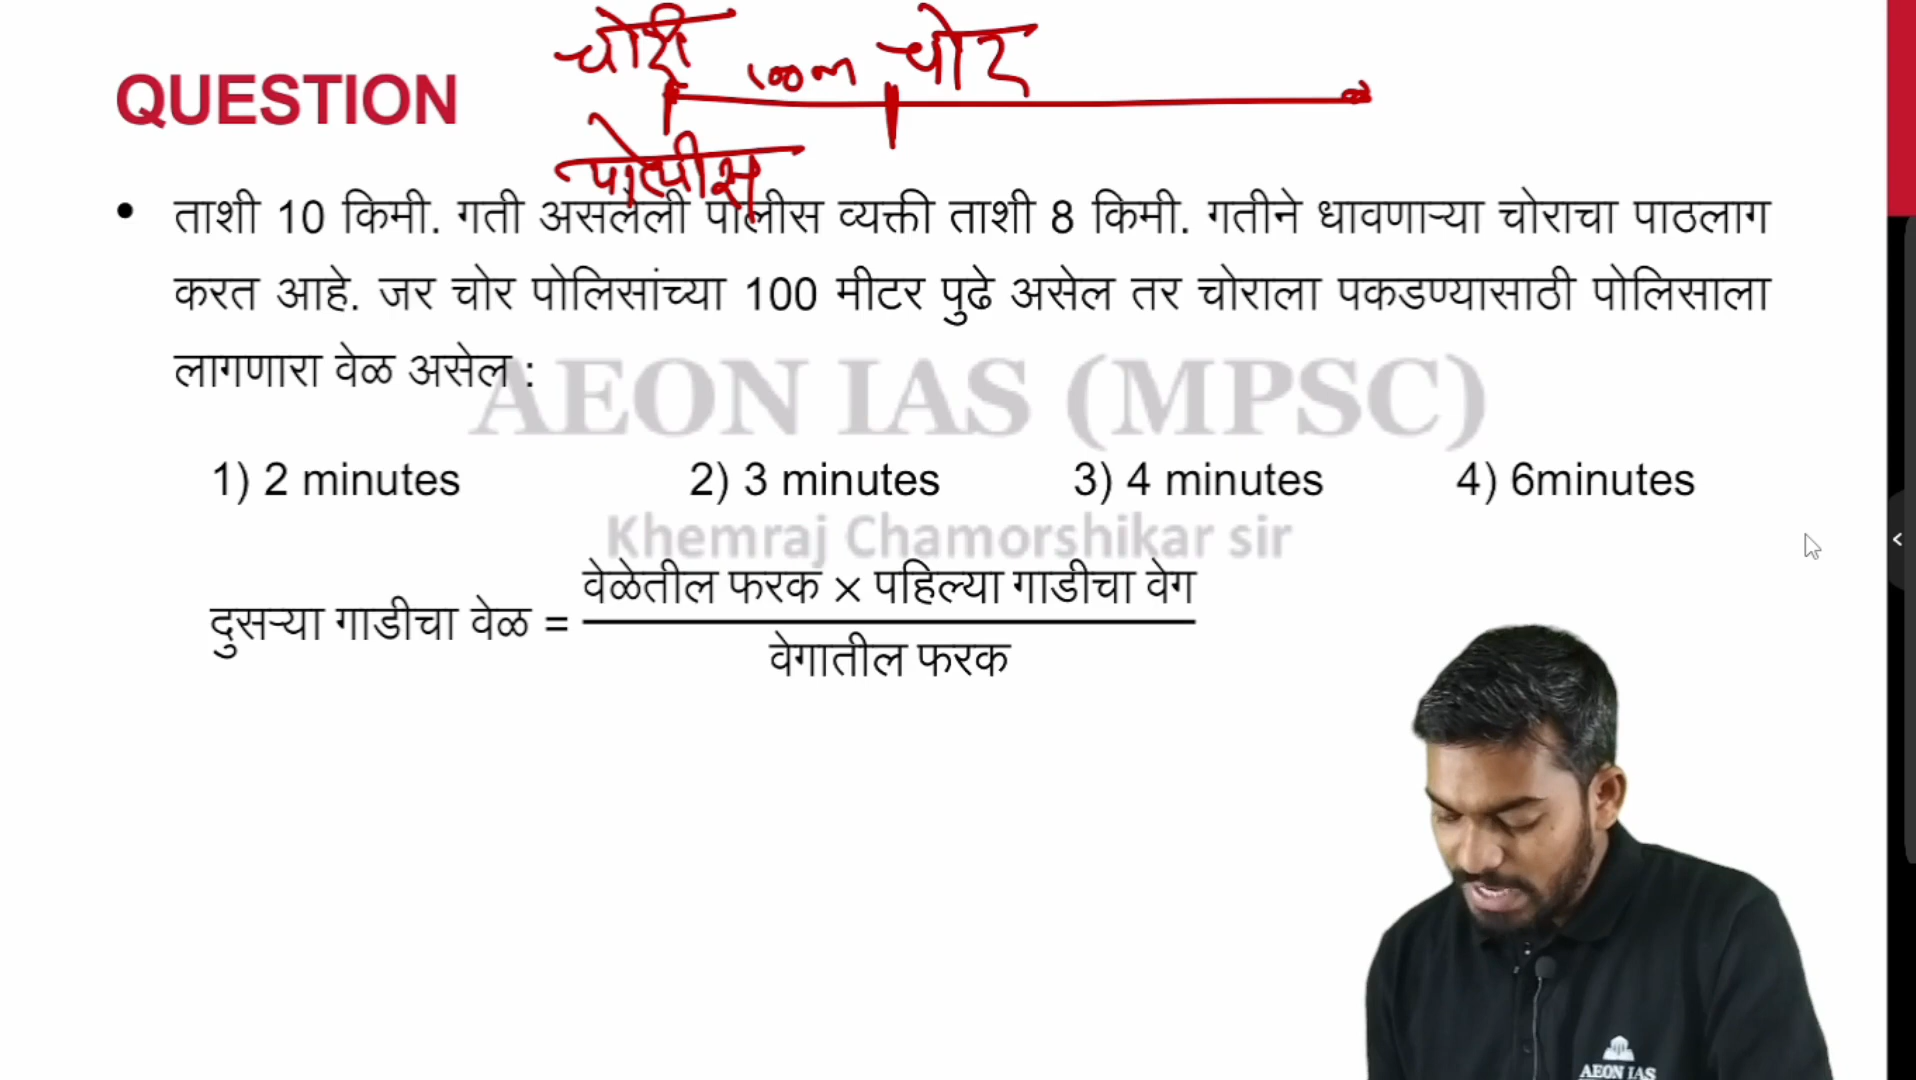 चोरी
100m चोर
QUESTION
पोलीस
• ताशी 10 किमी. गती असलेली पोलीस व्यक्ती ताशी 8 किमी. गतीने धावणाऱ्या चोराचा पाठलाग
करत आहे. जर चोर पोलिसांच्या 100 मीटर पुढे असेल तर चोराला पकडण्यासाठी पोलिसाला
लागणारा वेळ असेल :
AEON IAS (MPSC)
1) 2 minutes 2) 3 minutes 3) 4 minutes 4) 6minutes
Khemraj Chamorshikar sir
वेळेतील फरक × पहिल्या गाडीचा वेग
दुसऱ्या गाडीचा वेळ =
वेगातील फरक
AEON IAS